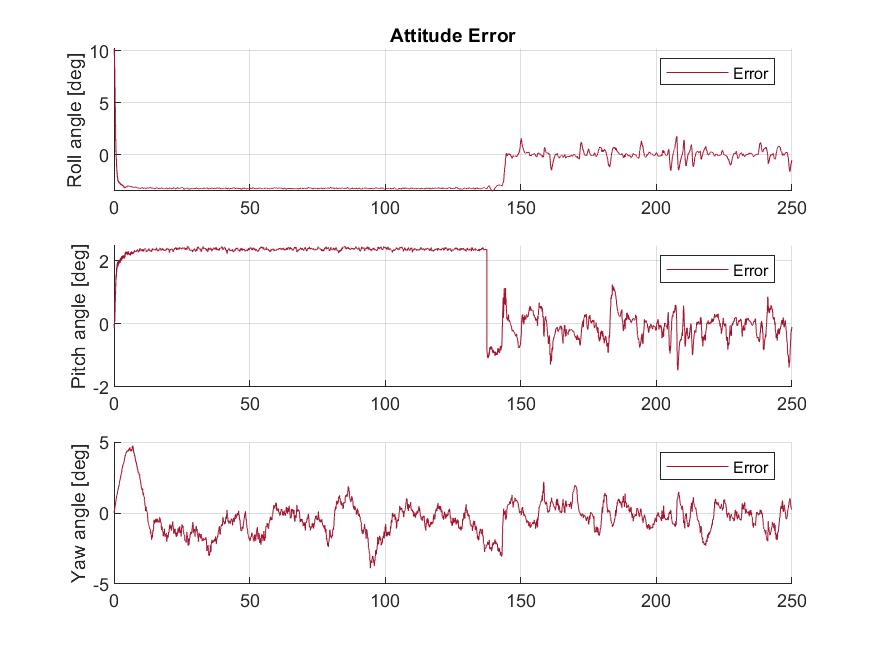 Attitude Error
Roll angle [deg]
10
5
0
Error
0 50 100 150 200 250
Pitch angle [deg]
2
0
-2
Error
0 50 100 150 200 250
Yaw angle [deg]
5
0
-5
Error
0 50 100 150 200 250